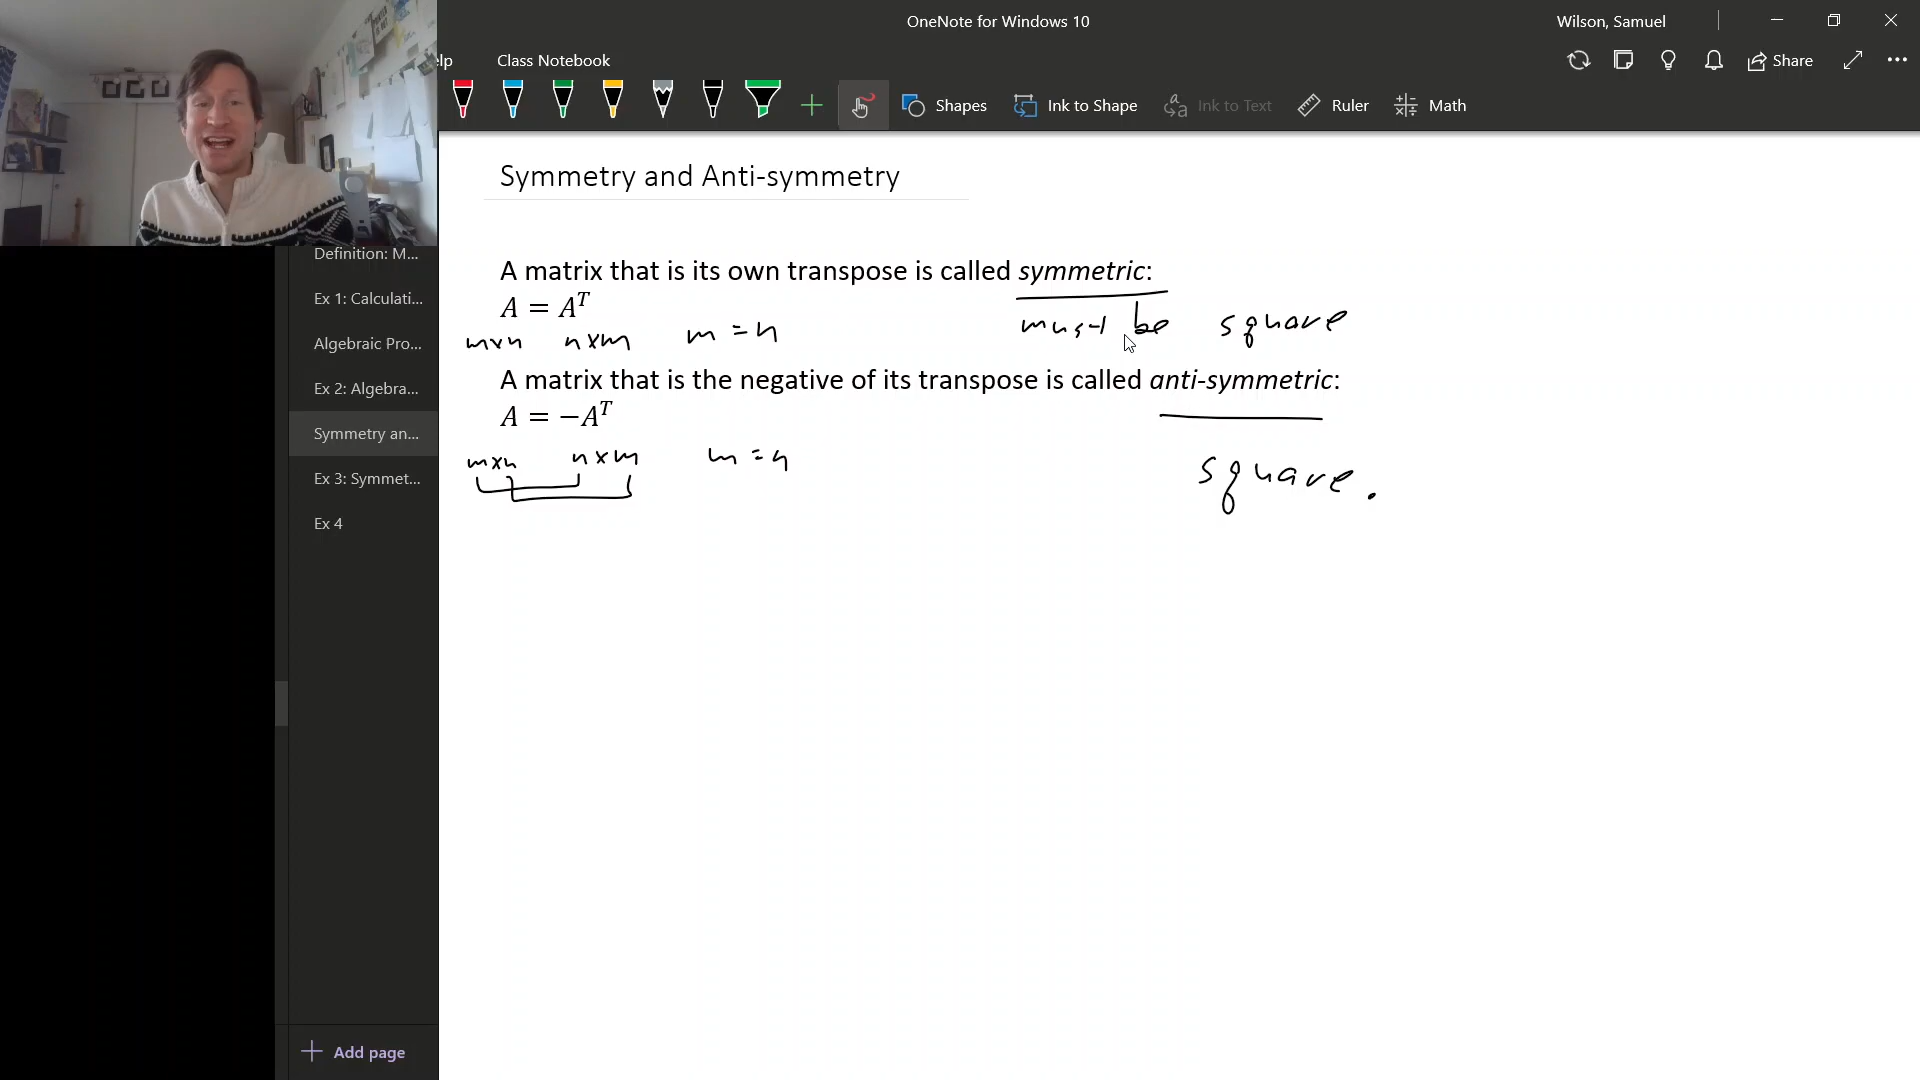 OneNote for Windows 10
Wilson, Samuel
elp Class Notebook
Share
Shapes Ink to Shape Ink to Text Ruler Math
Symmetry and Anti-symmetry
A matrix that is its own transpose is called symmetric:
A = Aᵀ
m×n n×m m = n must be square
A matrix that is the negative of its transpose is called anti-symmetric:
A = −Aᵀ
m×n n×m m = n square.
Definition: M...
Ex 1: Calculati...
Algebraic Pro...
Ex 2: Algebra...
Symmetry an...
Ex 3: Symmet...
Ex 4
Add page